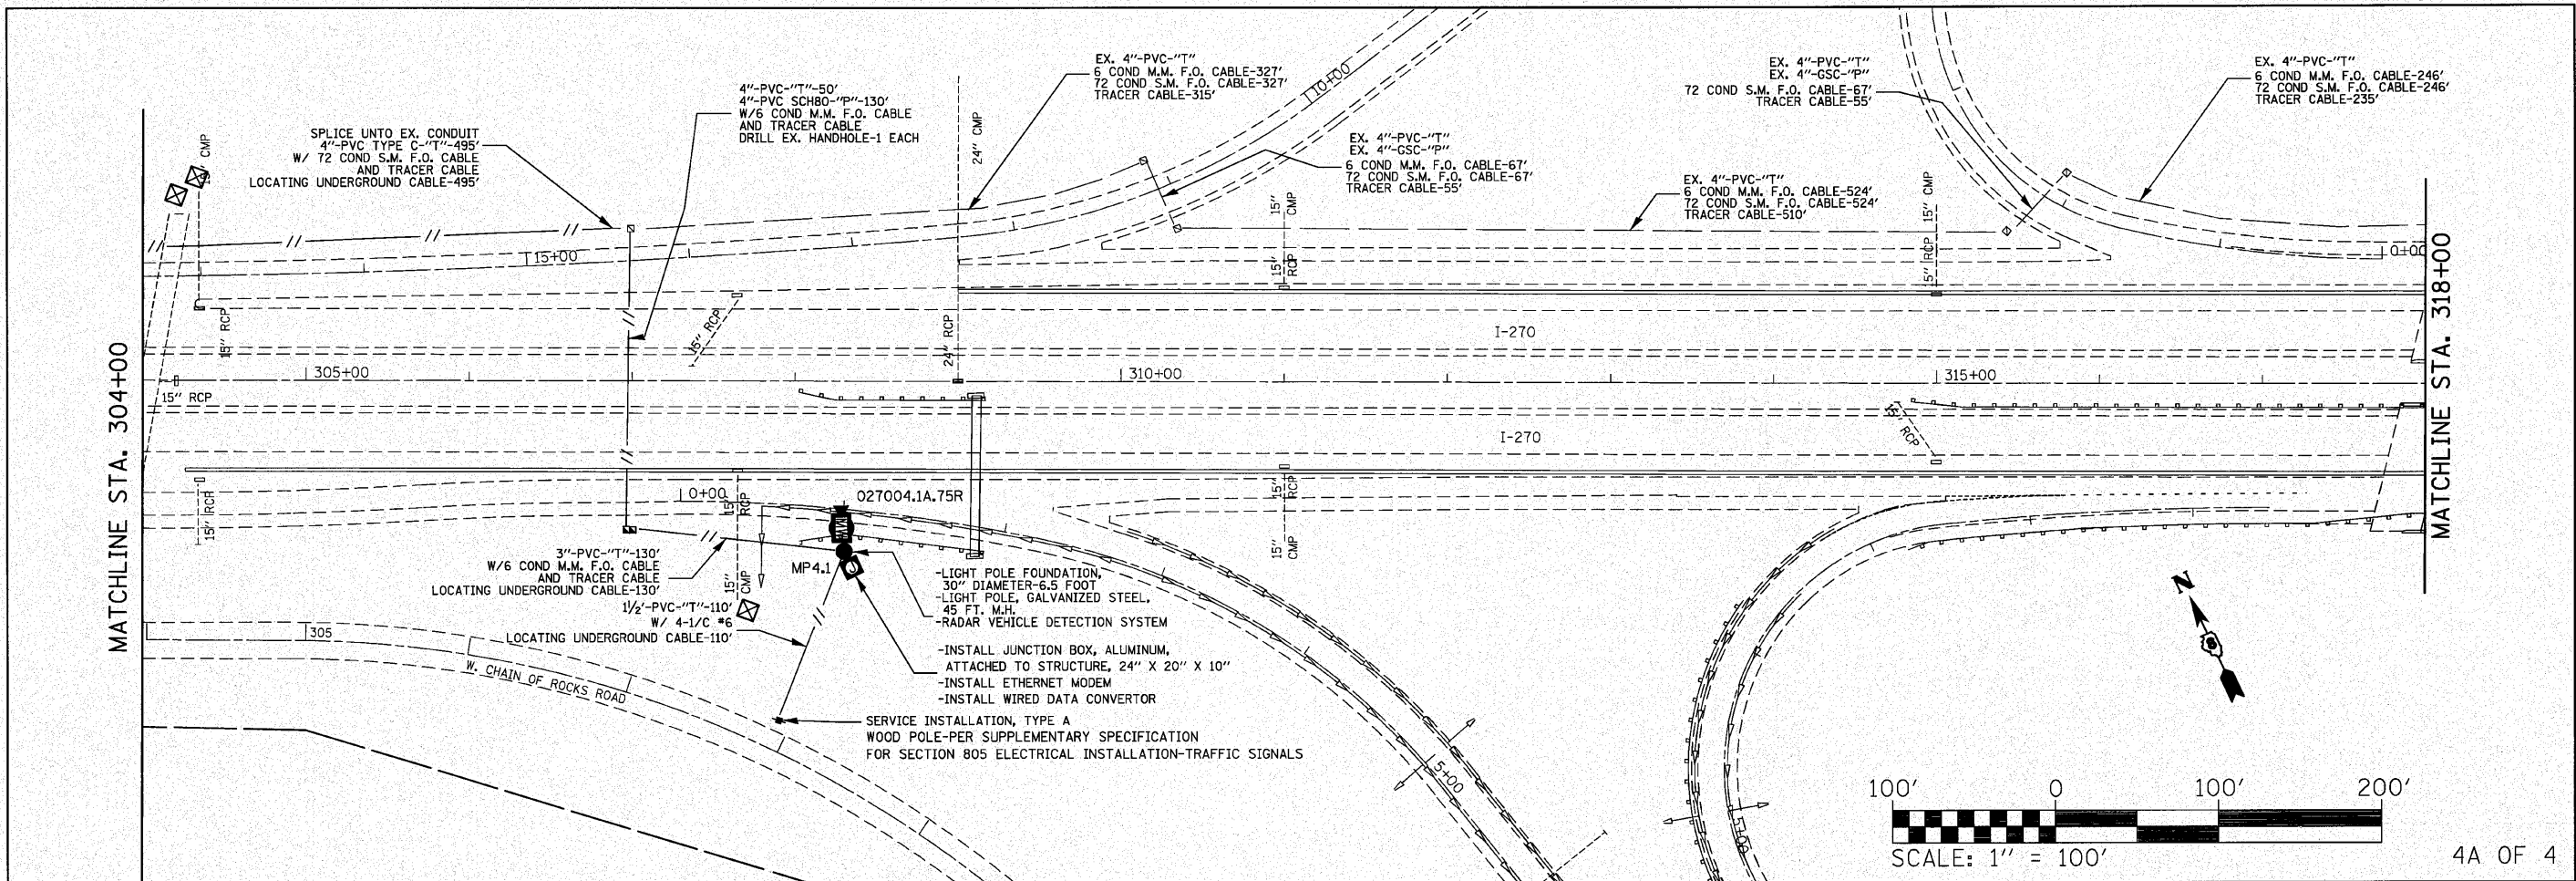 MATCHLINE STA. 304+00
15" CMP
SPLICE UNTO EX. CONDUIT
4"-PVC TYPE C-"T"-495'
W/ 72 COND S.M. F.O. CABLE
AND TRACER CABLE
LOCATING UNDERGROUND CABLE-495'
4"-PVC-"T"-50'
4"-PVC SCH80-"P"-130'
W/6 COND M.M. F.O. CABLE
AND TRACER CABLE
DRILL EX. HANDHOLE-1 EACH
24" CMP
EX. 4"-PVC-"T"
6 COND M.M. F.O. CABLE-327'
72 COND S.M. F.O. CABLE-327'
TRACER CABLE-315'
10+00
EX. 4"-PVC-"T"
EX. 4"-GSC-"P"
6 COND M.M. F.O. CABLE-67'
72 COND S.M. F.O. CABLE-67'
TRACER CABLE-55'
EX. 4"-PVC-"T"
EX. 4"-GSC-"P"
72 COND S.M. F.O. CABLE-67'
TRACER CABLE-55'
EX. 4"-PVC-"T"
6 COND M.M. F.O. CABLE-246'
72 COND S.M. F.O. CABLE-246'
TRACER CABLE-235'
EX. 4"-PVC-"T"
6 COND M.M. F.O. CABLE-524'
72 COND S.M. F.O. CABLE-524'
TRACER CABLE-510'
15" CMP
15" RCP
15" CMP
15" RCP
15+00
0+00
15" RCP
15" RCP
24" RCP
I-270
305+00
310+00
315+00
15" RCP
I-270
15" RCP
MATCHLINE STA. 318+00
15" RCP
0+00
15" RCP
027004.1A.75R
15" RCP
15" CMP
3"-PVC-"T"-130'
W/6 COND M.M. F.O. CABLE
AND TRACER CABLE
LOCATING UNDERGROUND CABLE-130'
15" CMP
MP4.1
J
-LIGHT POLE FOUNDATION,
30" DIAMETER-6.5 FOOT
-LIGHT POLE, GALVANIZED STEEL,
45 FT. M.H.
-RADAR VEHICLE DETECTION SYSTEM
1½'-PVC-"T"-110'
W/ 4-1/C #6
LOCATING UNDERGROUND CABLE-110'
305
W. CHAIN OF ROCKS ROAD
-INSTALL JUNCTION BOX, ALUMINUM,
ATTACHED TO STRUCTURE, 24" X 20" X 10"
-INSTALL ETHERNET MODEM
-INSTALL WIRED DATA CONVERTOR
SERVICE INSTALLATION, TYPE A
WOOD POLE-PER SUPPLEMENTARY SPECIFICATION
FOR SECTION 805 ELECTRICAL INSTALLATION-TRAFFIC SIGNALS
5+00
5+00
N
100' 0 100' 200'
SCALE: 1" = 100'
4A OF 4